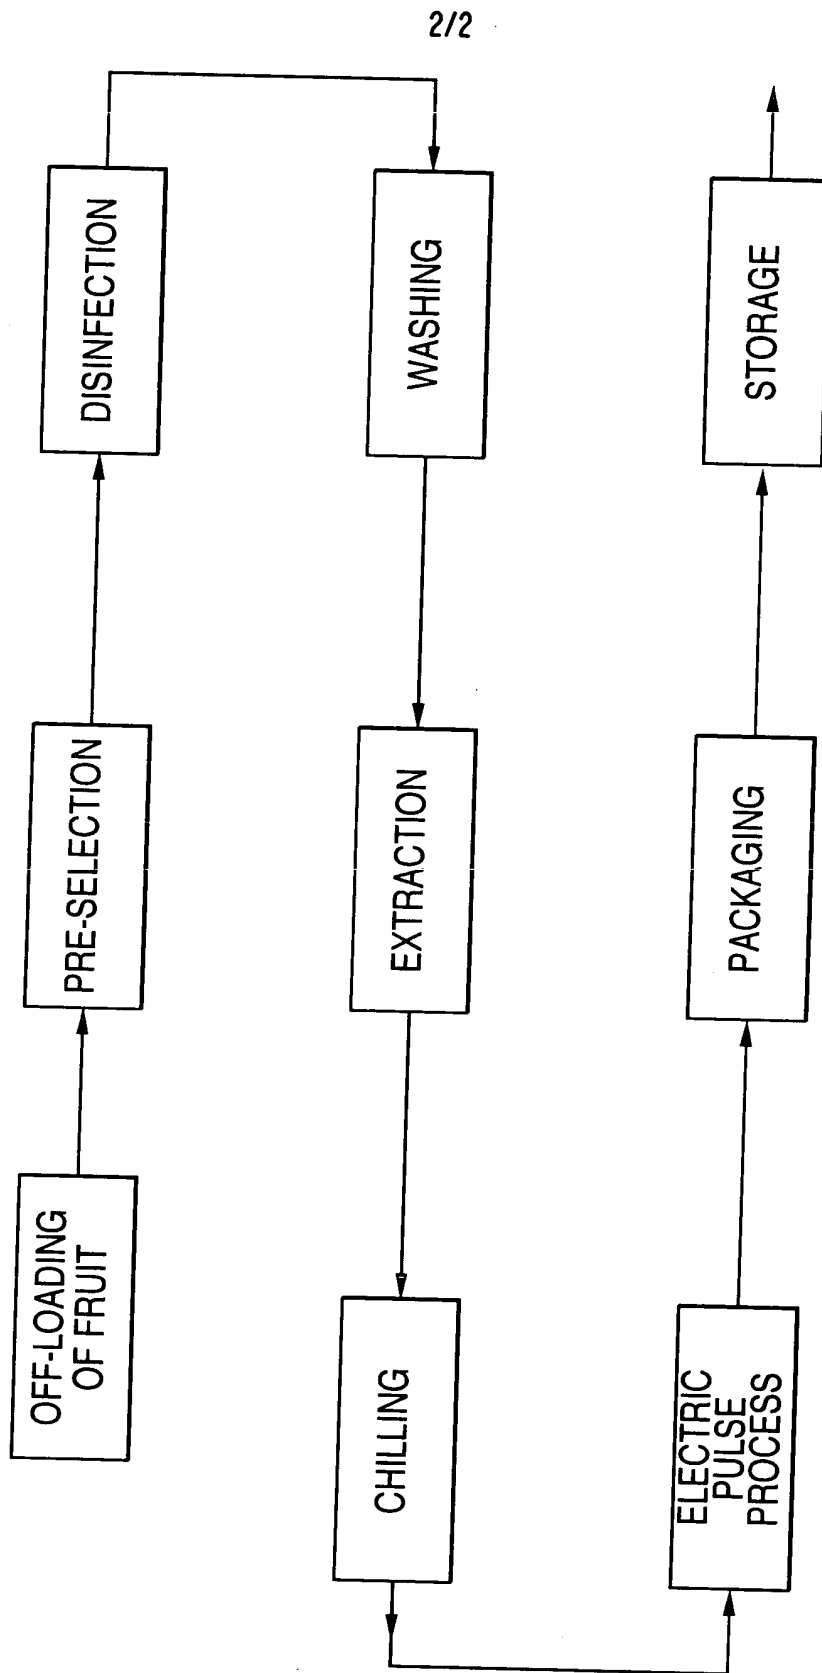 2/2
OFF-LOADING
OF FRUIT
PRE-SELECTION
DISINFECTION
WASHING
EXTRACTION
CHILLING
ELECTRIC
PULSE
PROCESS
PACKAGING
STORAGE